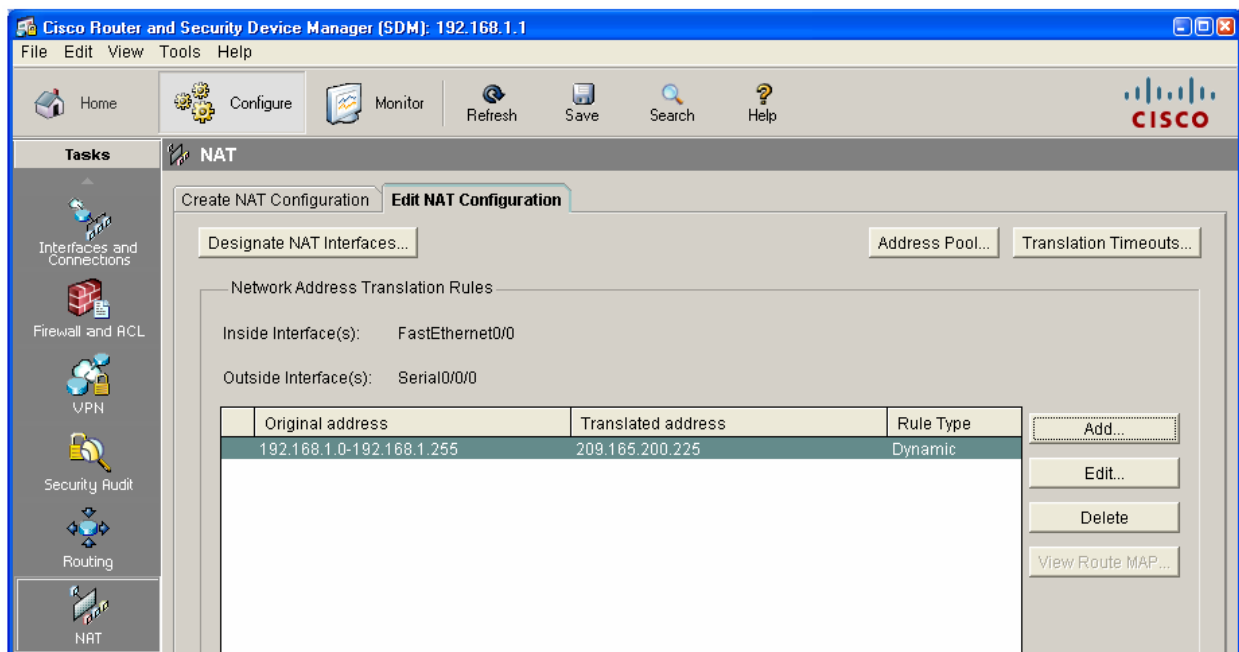 Cisco Router and Security Device Manager (SDM): 192.168.1.1
File Edit View Tools Help
Home Configure Monitor Refresh Save Search Help
CISCO
Tasks
NAT
Create NAT Configuration Edit NAT Configuration
Designate NAT Interfaces... Address Pool... Translation Timeouts...
Interfaces and
Connections
Firewall and ACL
VPN
Security Audit
Routing
NAT
Network Address Translation Rules
Inside Interface(s): FastEthernet0/0
Outside Interface(s): Serial0/0/0
Original address Translated address Rule Type
192.168.1.0-192.168.1.255 209.165.200.225 Dynamic
Add...
Edit...
Delete
View Route MAP...